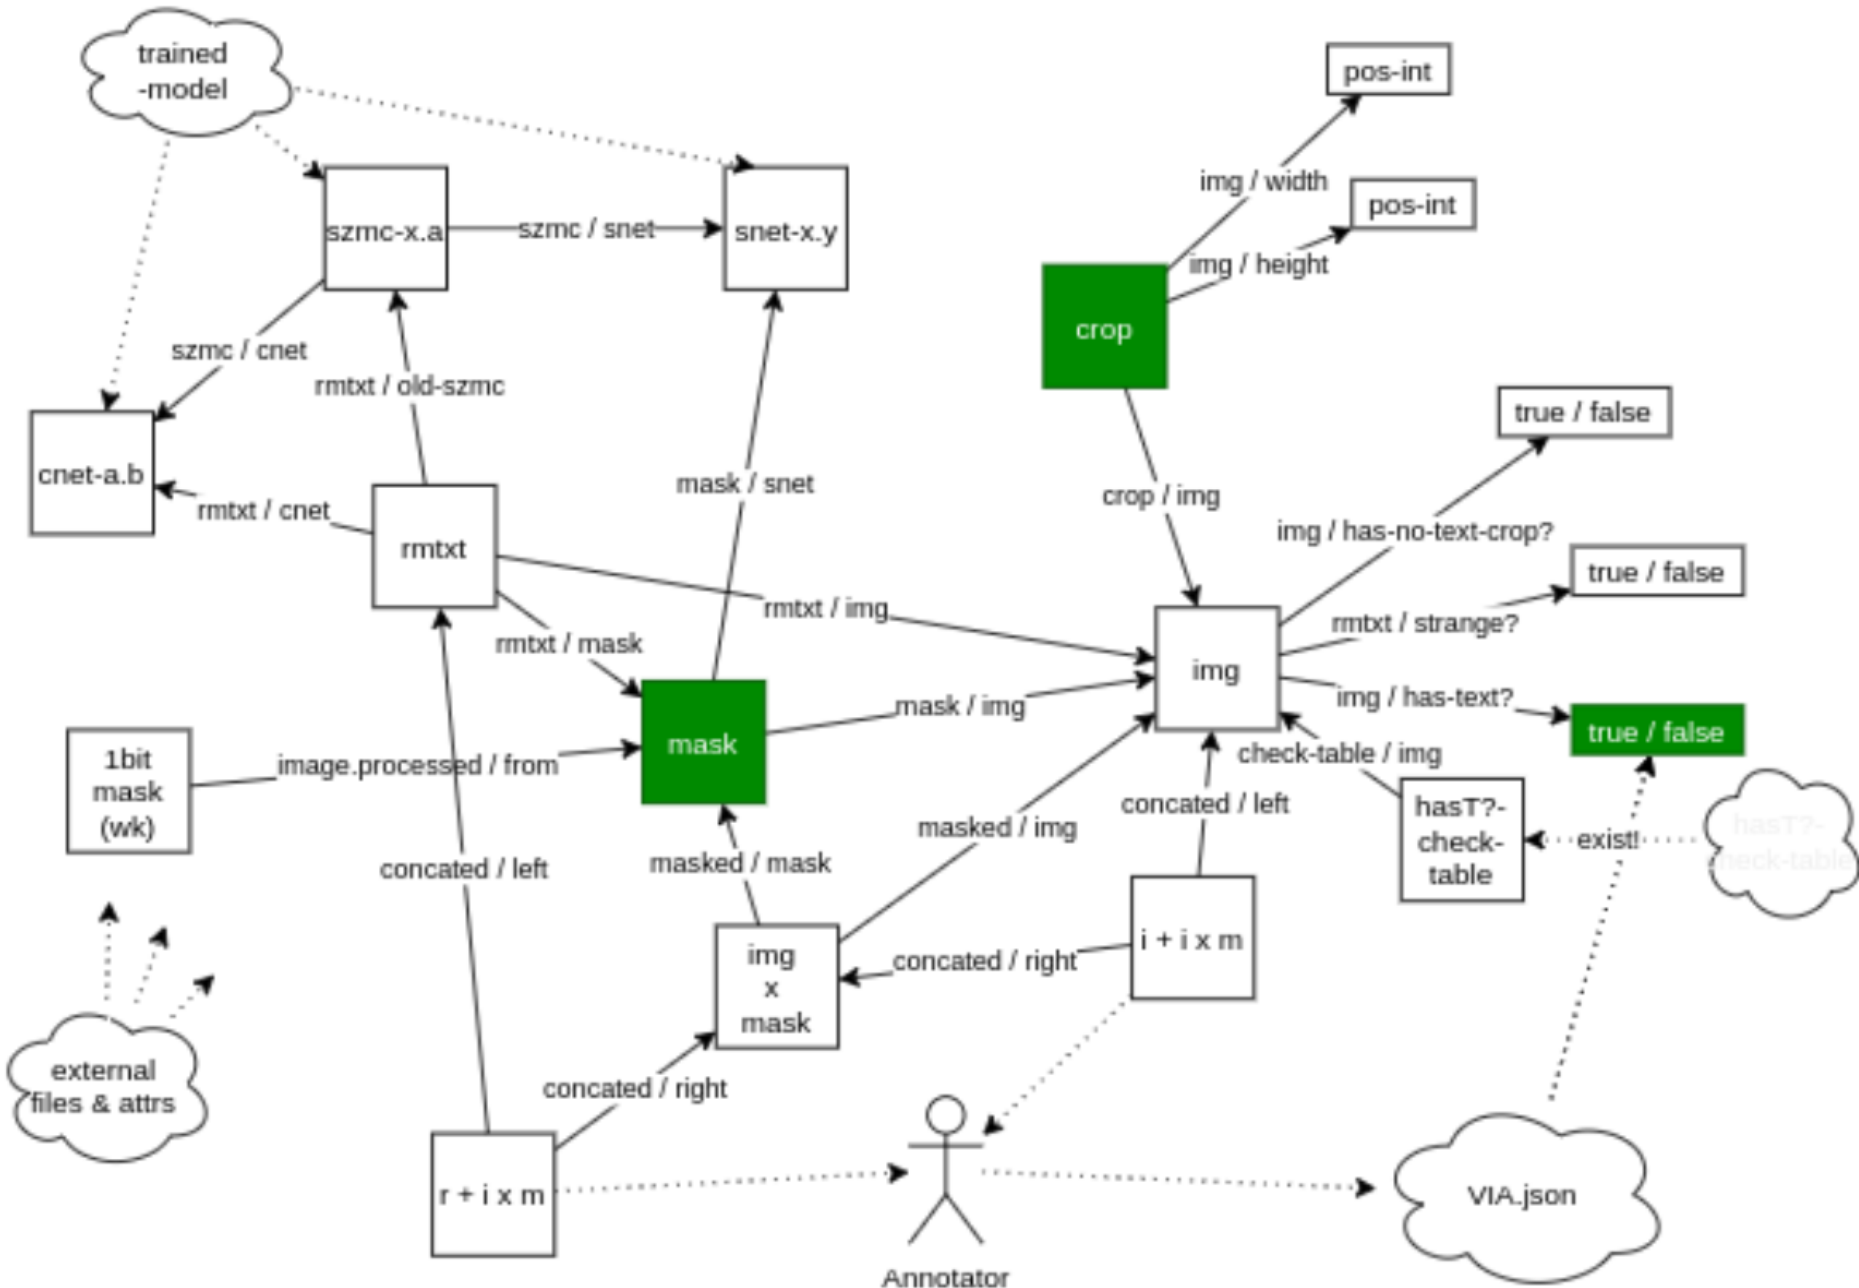 trained
-model
pos-int
img / width
pos-int
szmc-x.a
szmc / snet
snet-x.y
img / height
crop
szmc / cnet
rmtxt / old-szmc
true / false
cnet-a.b
mask / snet
crop / img
rmtxt / cnet
img / has-no-text-crop?
rmtxt
true / false
rmtxt / img
rmtxt / strange?
rmtxt / mask
img
img / has-text?
mask / img
true / false
mask
1bit
mask
(wk)
image.processed / from
check-table / img
concated / left
hasT?-
check-
table
exist!
hasT?-
check-table
masked / img
masked / mask
concated / left
i + i x m
img
x
mask
concated / right
external
files & attrs
concated / right
r + i x m
VIA.json
Annotator